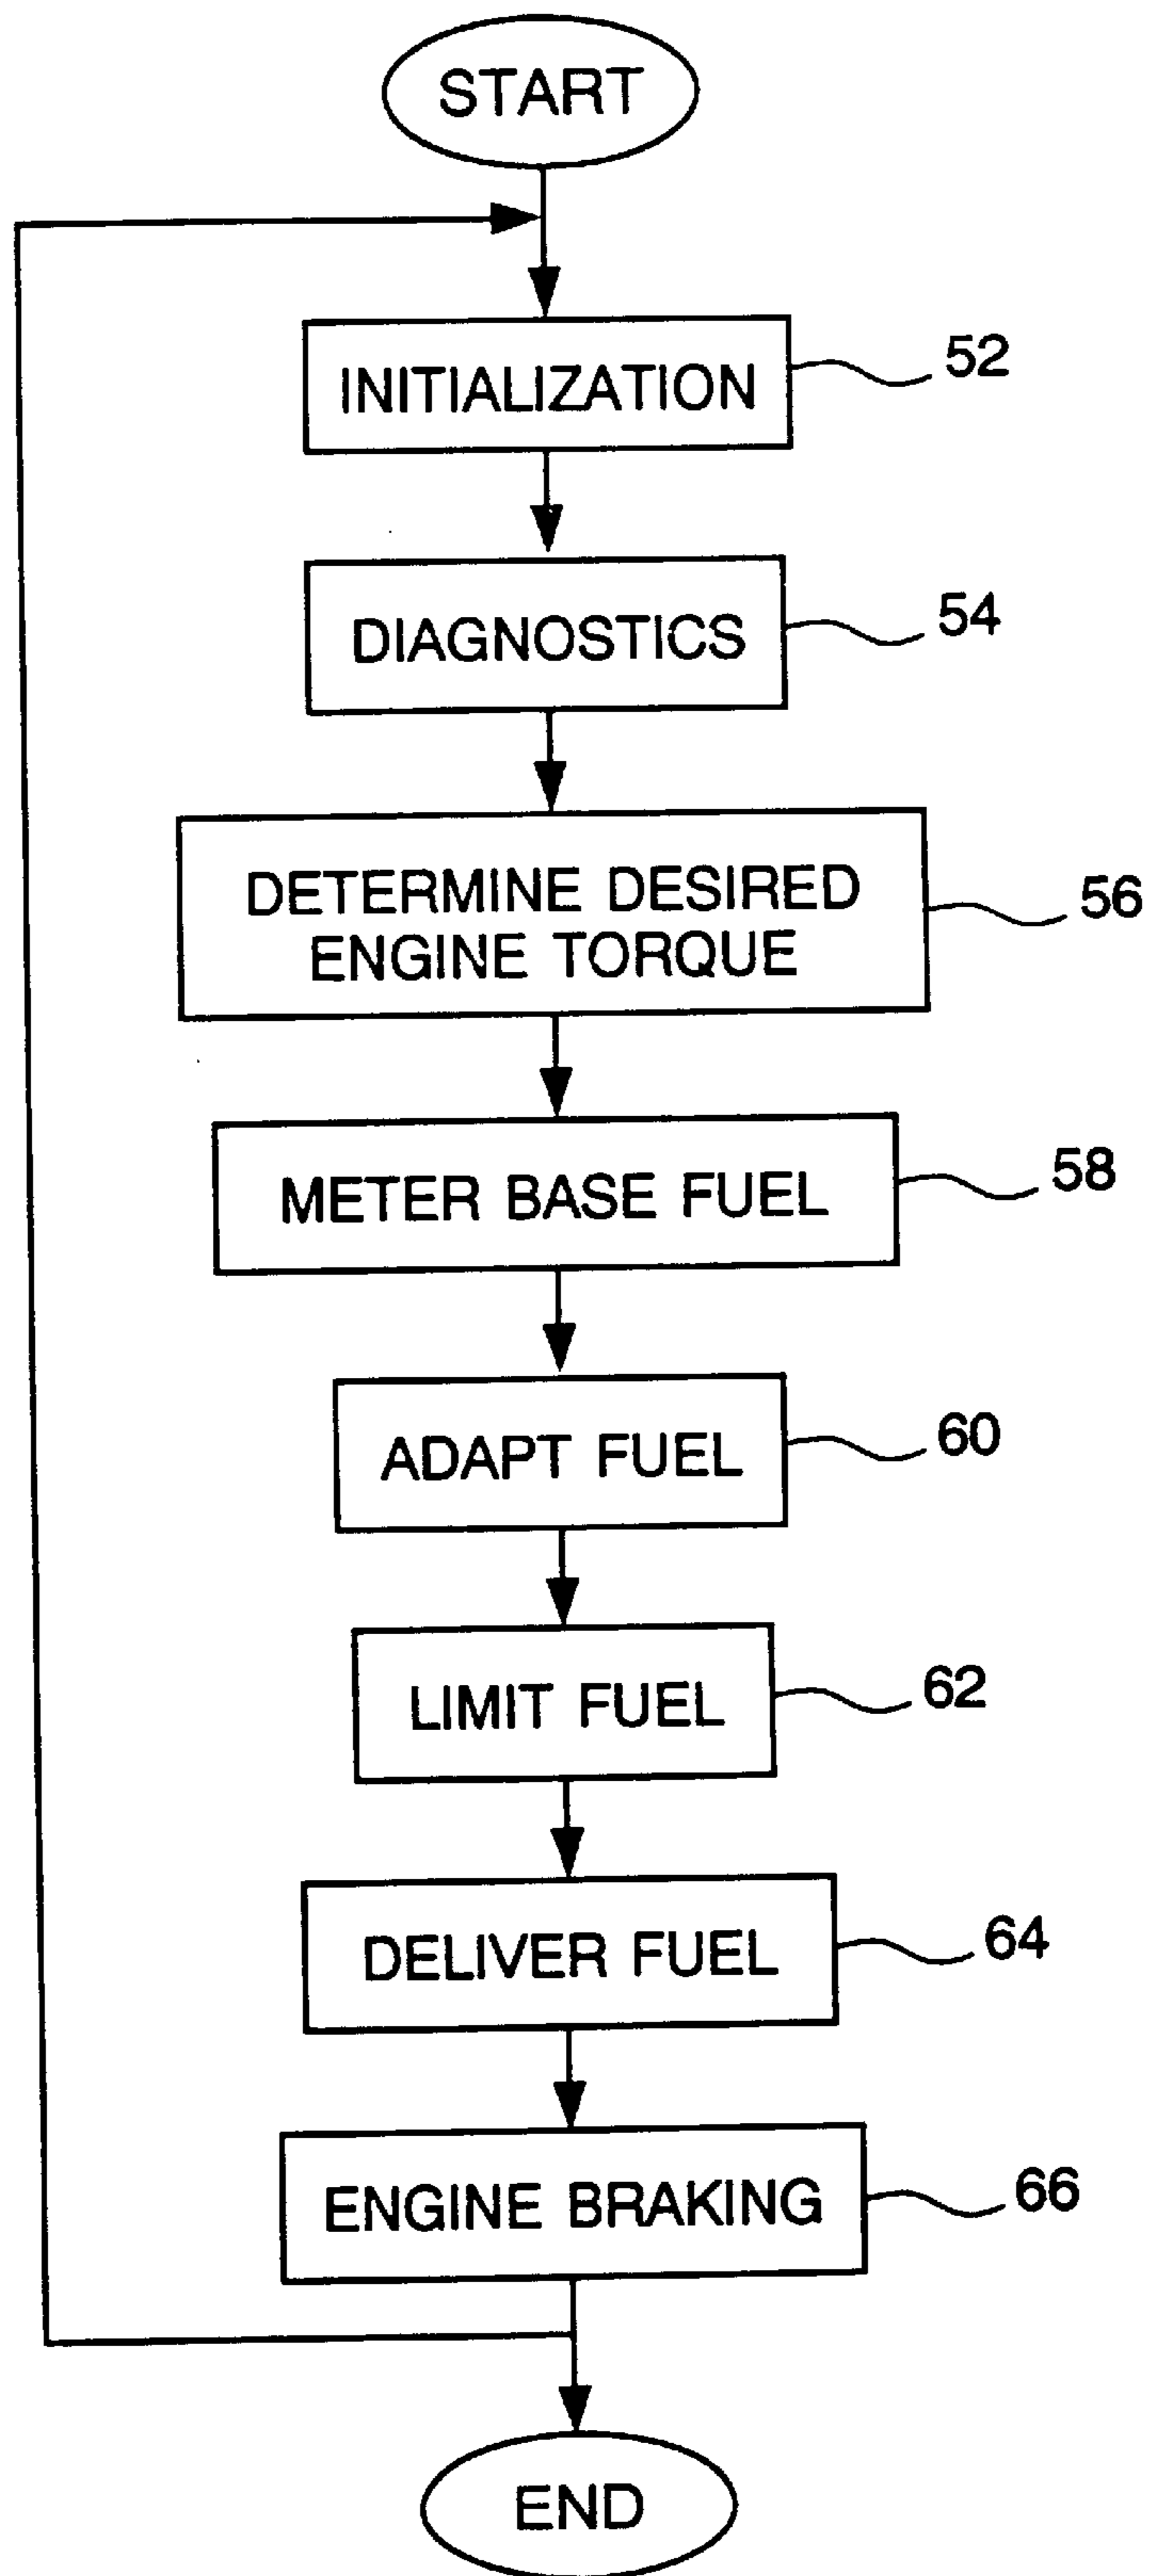 START
INITIALIZATION
52
DIAGNOSTICS
54
DETERMINE DESIRED
ENGINE TORQUE
56
METER BASE FUEL
58
ADAPT FUEL
60
LIMIT FUEL
62
DELIVER FUEL
64
ENGINE BRAKING
66
END